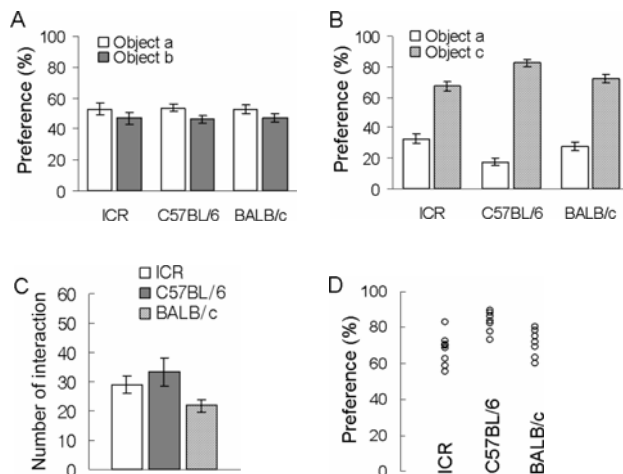 A
Preference (%)
100
80
60
40
20
0
Object a
Object b
ICR
C57BL/6
BALB/c
B
Preference (%)
100
80
60
40
20
0
Object a
Object c
ICR
C57BL/6
BALB/c
C
Number of interaction
60
50
40
30
20
10
0
ICR
C57BL/6
BALB/c
D
Preference (%)
100
80
60
40
20
0
ICR
C57BL/6
BALB/c